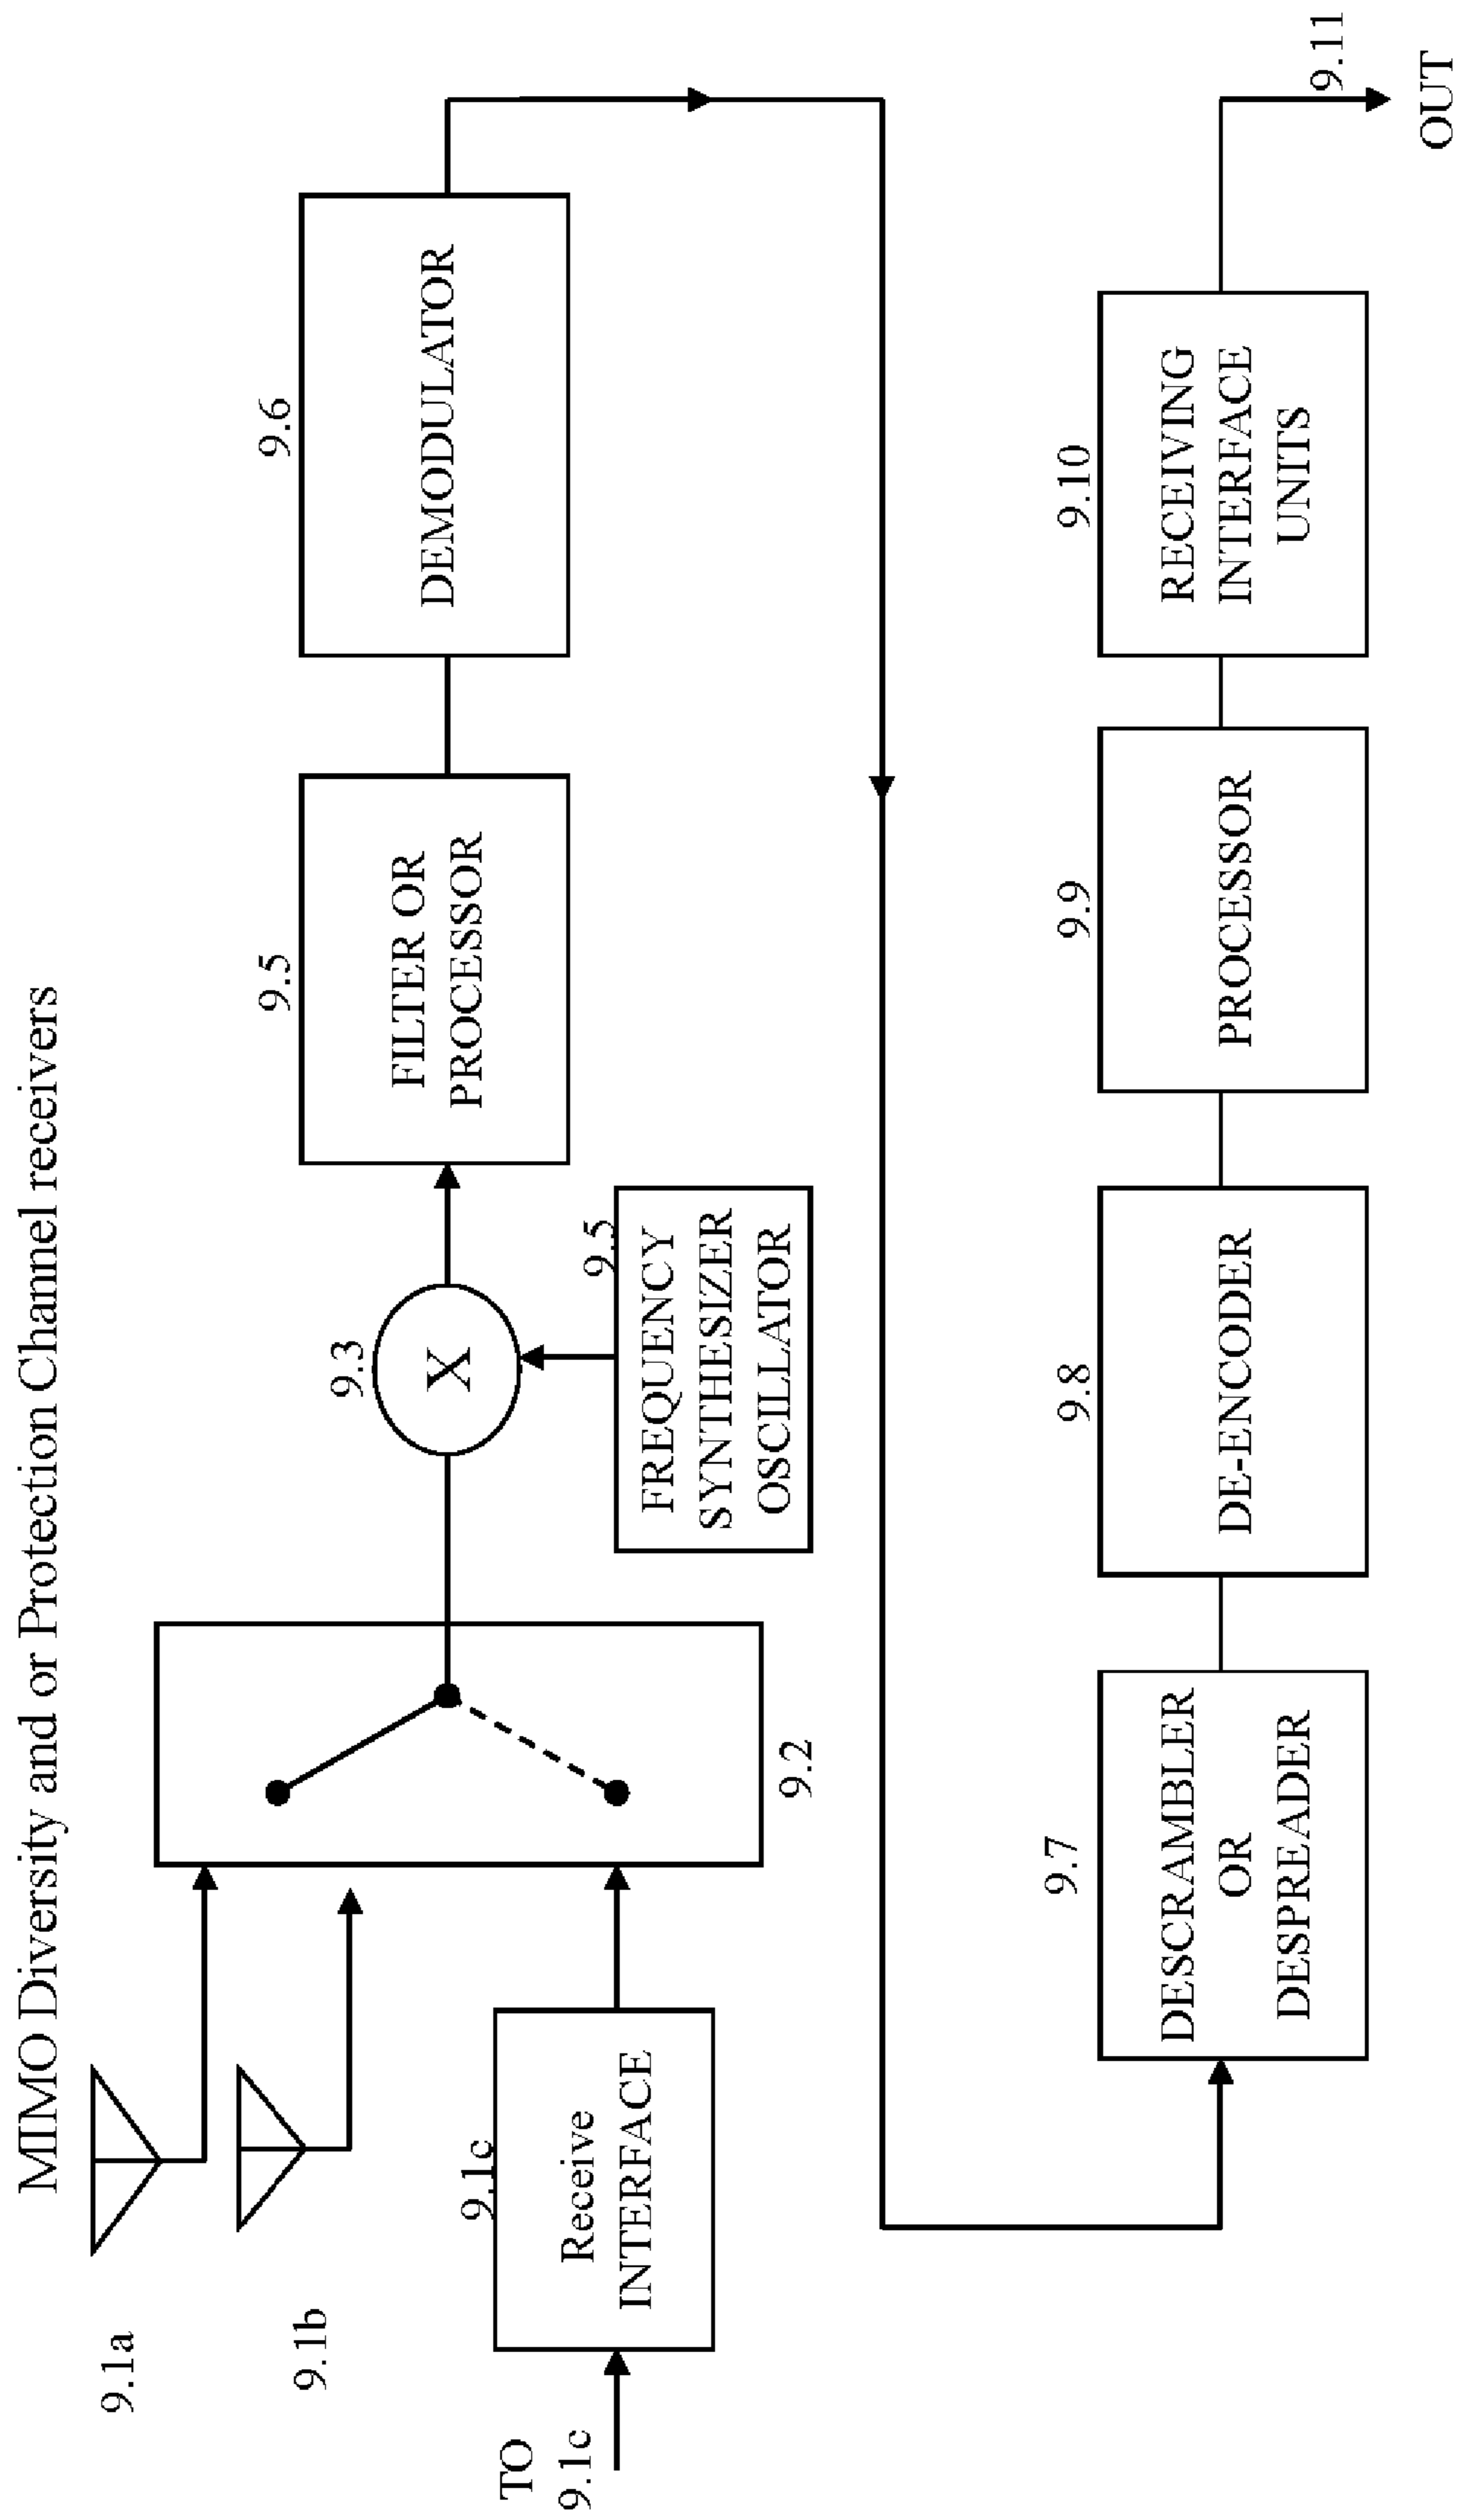 MIMO Diversity and or Protection Channel receivers
9.1a
9.1b
TO
9.1c
9.1c
Receive
INTERFACE
9.2
9.3
X
9.5
FREQUENCY
SYNTHESIZER
OSCILLATOR
9.5
FILTER OR
PROCESSOR
9.6
DEMODULATOR
9.7
DESCRAMBLER
OR
DESPREADER
9.8
DE-ENCODER
9.9
PROCESSOR
9.10
RECEIVING
INTERFACE
UNITS
9.11
OUT